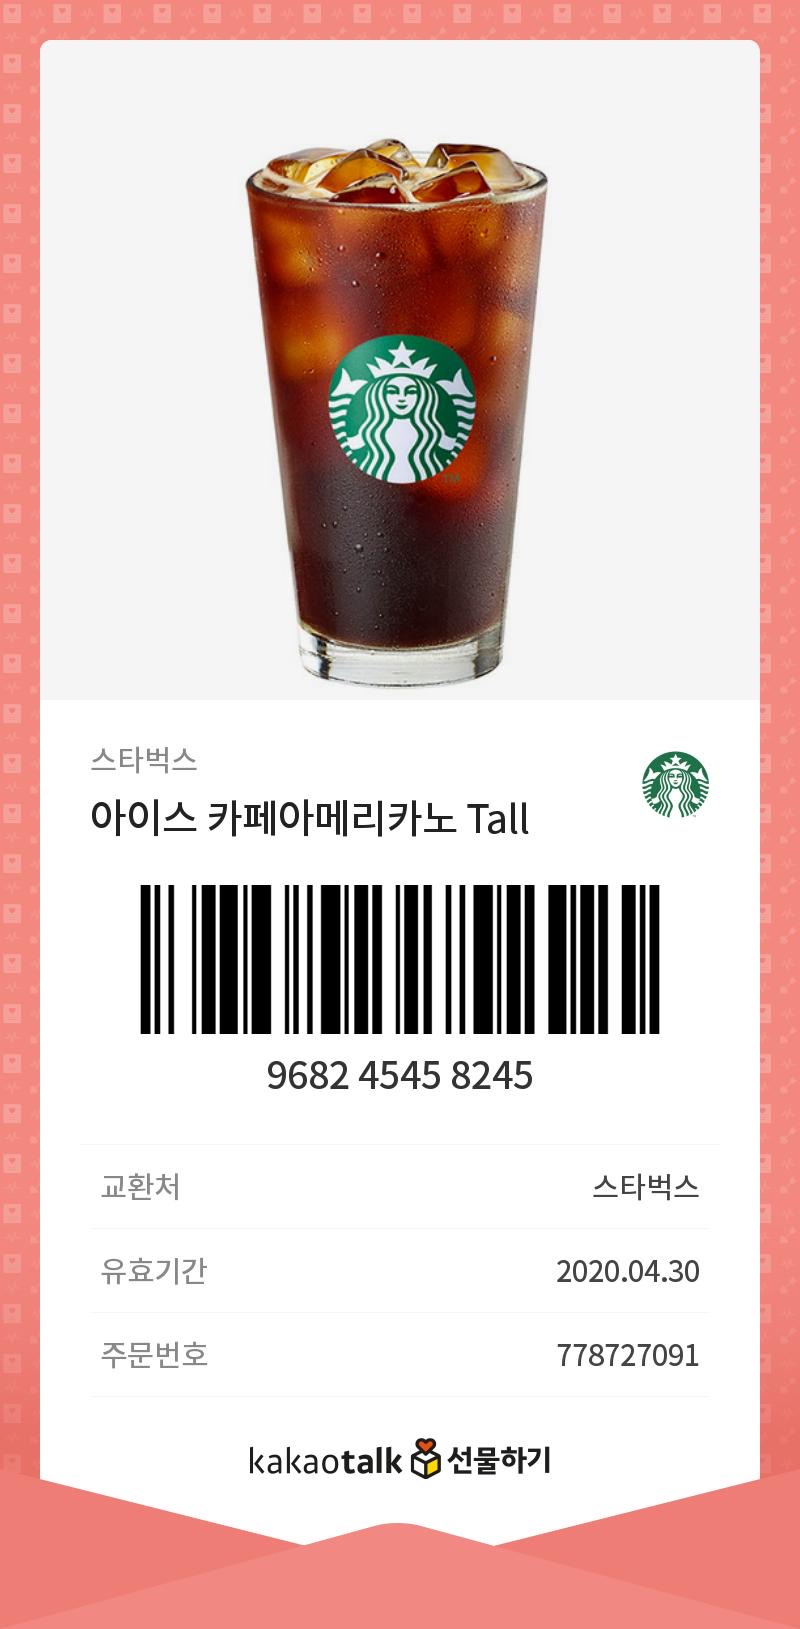 TM
스타벅스
아이스 카페아메리카노 Tall
9682 4545 8245
교환처 스타벅스
유효기간 2020.04.30
주문번호 778727091
kakaotalk 선물하기